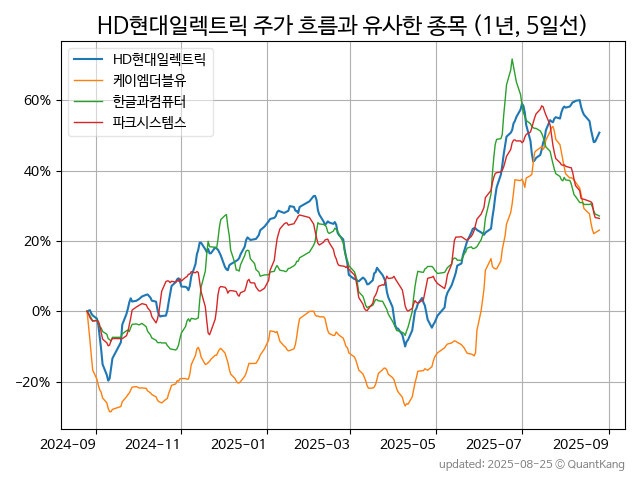 HD현대일렉트릭 주가 흐름과 유사한 종목 (1년, 5일선)
HD현대일렉트릭
케이엠더블유
한글과컴퓨터
파크시스템스
60%
40%
20%
0%
−20%
2024−09
2024−11
2025−01
2025−03
2025−05
2025−07
2025−09
updated: 2025-08-25 © QuantKang